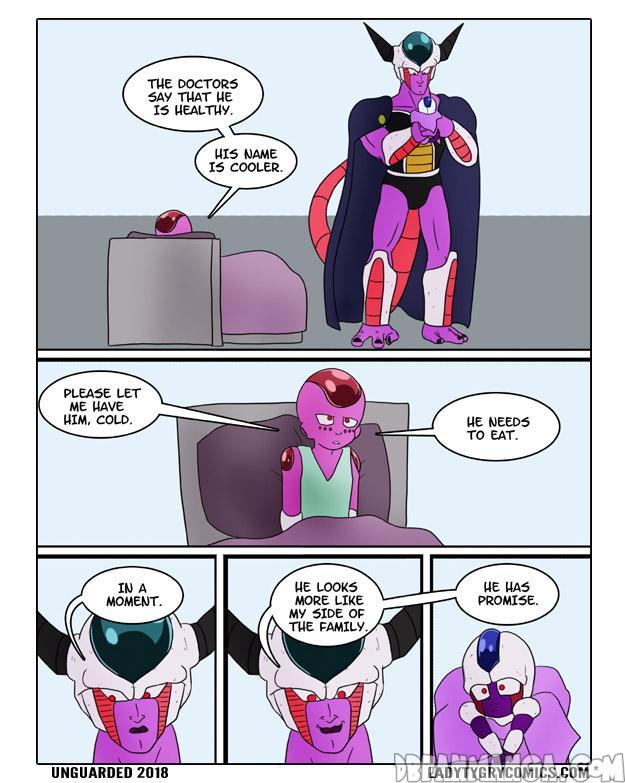 THE DOCTORS
SAY THAT HE
IS HEALTHY.
HIS NAME
IS COOLER.
PLEASE LET
ME HAVE
HIM, COLD.
HE NEEDS
TO EAT.
IN A
MOMENT.
HE LOOKS
MORE LIKE
MY SIDE OF
THE FAMILY.
HE HAS
PROMISE.
UNGUARDED 2018
LADYTYGRYCOMICS.COM